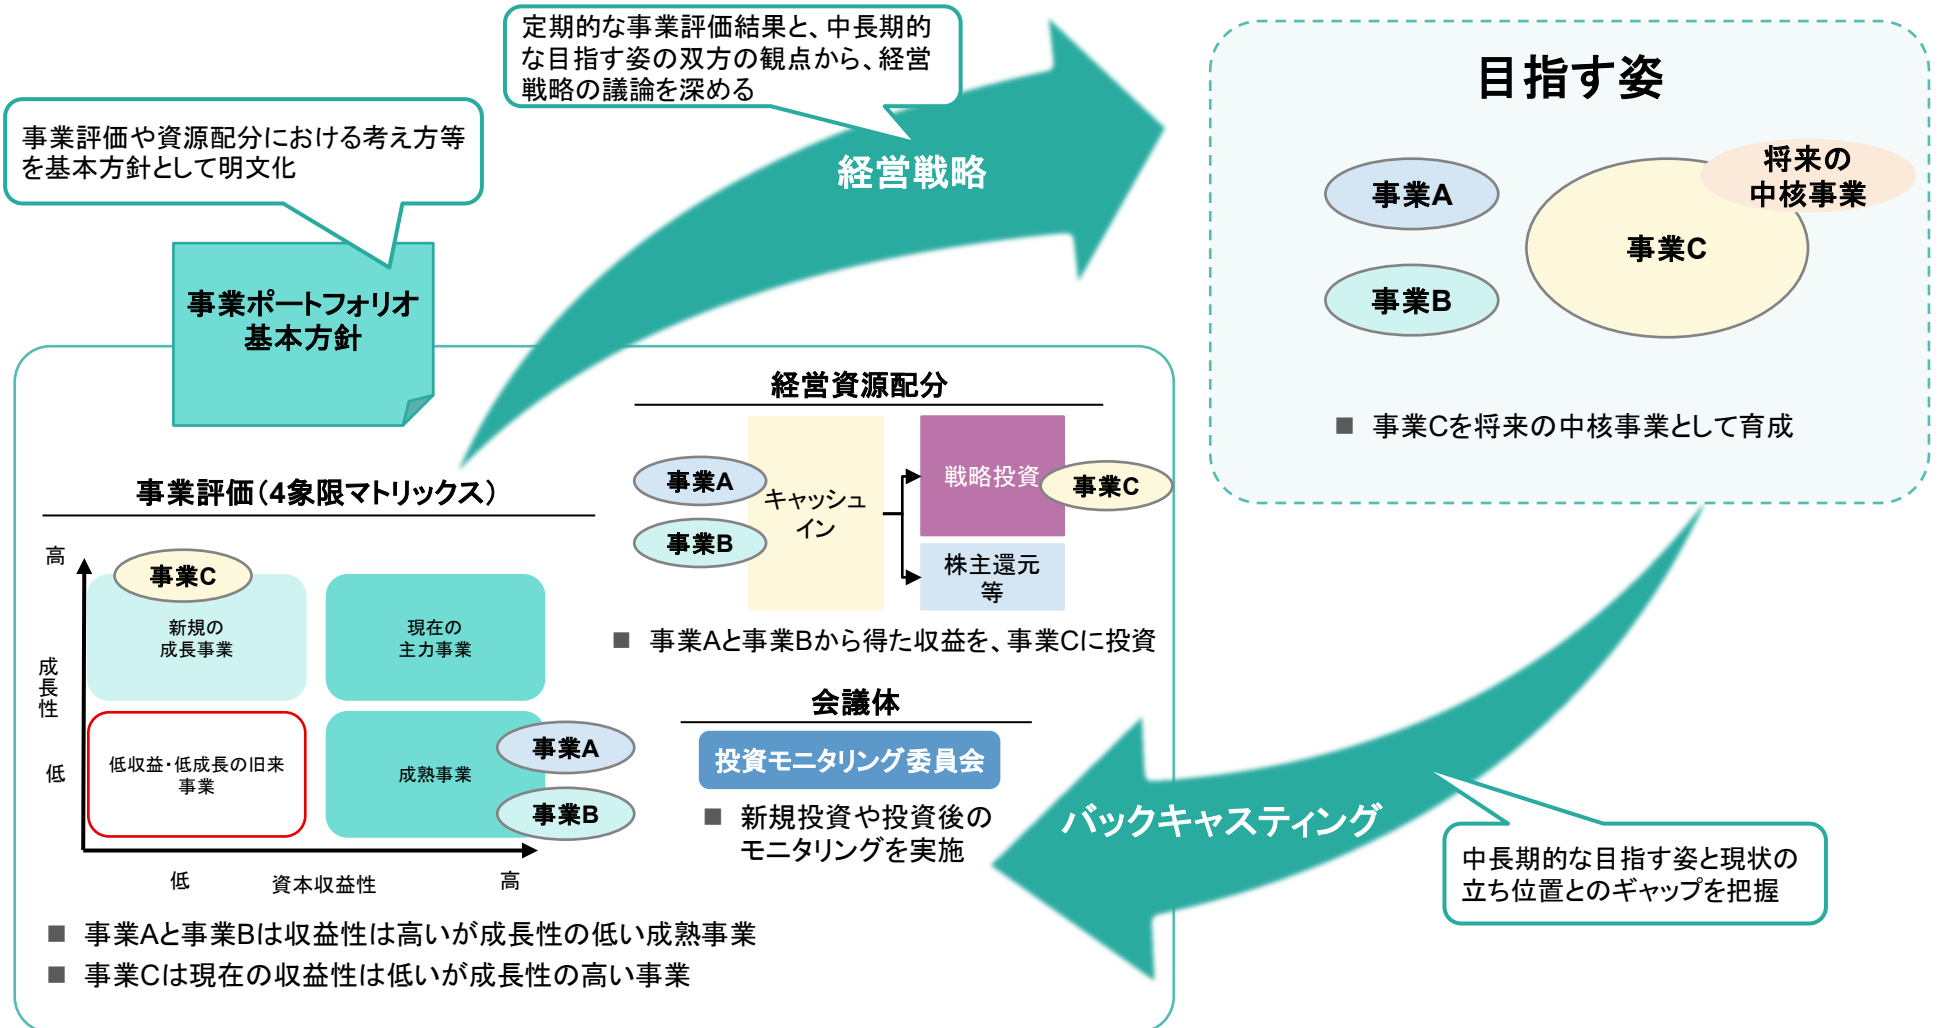 定期的な事業評価結果と、中長期的
な目指す姿の双方の観点から、経営
戦略の議論を深める
事業評価や資源配分における考え方等
を基本方針として明文化
経営戦略
事業ポートフォリオ
基本方針
目指す姿
将来の
中核事業
事業A
事業B
事業C
■ 事業Cを将来の中核事業として育成
経営資源配分
事業A
事業B
キャッシュ
イン
戦略投資
事業C
株主還元
等
■ 事業Aと事業Bから得た収益を、事業Cに投資
事業評価(4象限マトリックス)
高
成長性
低
事業C
新規の
成長事業
現在の
主力事業
低収益・低成長の旧来
事業
成熟事業
事業A
事業B
低
資本収益性
高
■ 事業Aと事業Bは収益性は高いが成長性の低い成熟事業
■ 事業Cは現在の収益性は低いが成長性の高い事業
会議体
投資モニタリング委員会
■ 新規投資や投資後の
モニタリングを実施
バックキャスティング
中長期的な目指す姿と現状の
立ち位置とのギャップを把握